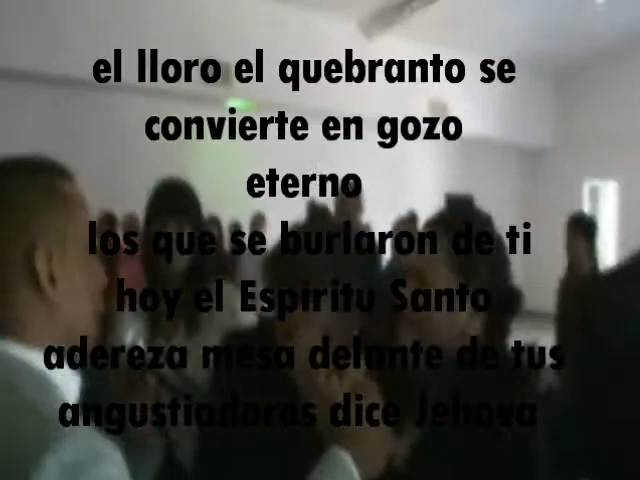 el lloro el quebranto se
convierte en gozo
eterno
los que se burlaron de ti
hoy el Espiritu Santo
adereza mesa delante de tus
angustiadores dice Jehova